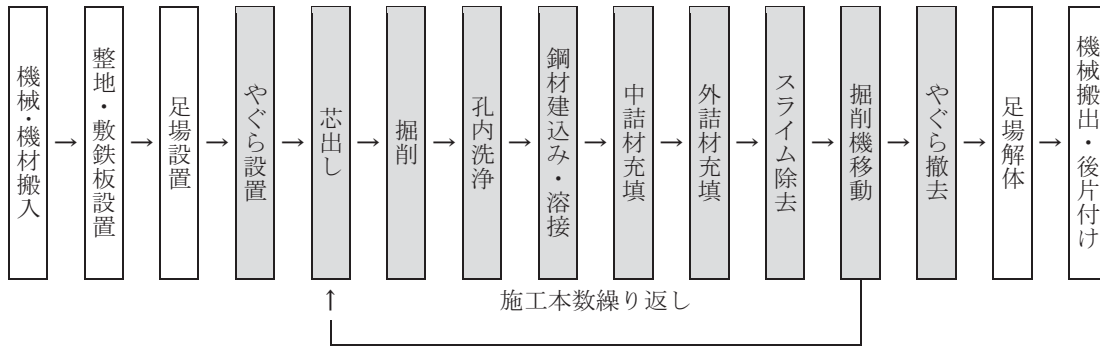 機械・機材搬入
整地・敷鉄板設置
足場設置
やぐら設置
芯出し
掘削
孔内洗浄
鋼材建込み・溶接
中詰材充填
外詰材充填
スライム除去
掘削機移動
やぐら撤去
足場解体
機械搬出・後片付け
施工本数繰り返し